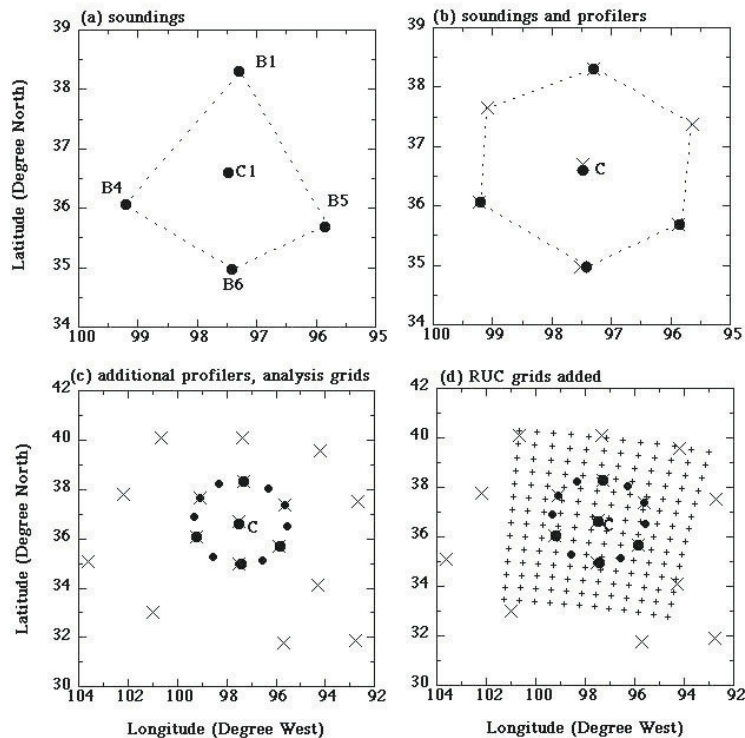 (a) soundings
39
38
37
36
35
34
100 99 98 97 96 95
B1
C1
B4
B5
B6
Latitude (Degree North)
(b) soundings and profilers
39
38
37
36
35
34
100 99 98 97 96 95
C
(c) additional profilers, analysis grids
42
40
38
36
34
32
30
104 102 100 98 96 94 92
C
Latitude (Degree North)
Longitude (Degree West)
(d) RUC grids added
42
40
38
36
34
32
30
104 102 100 98 96 94 92
C
Longitude (Degree West)